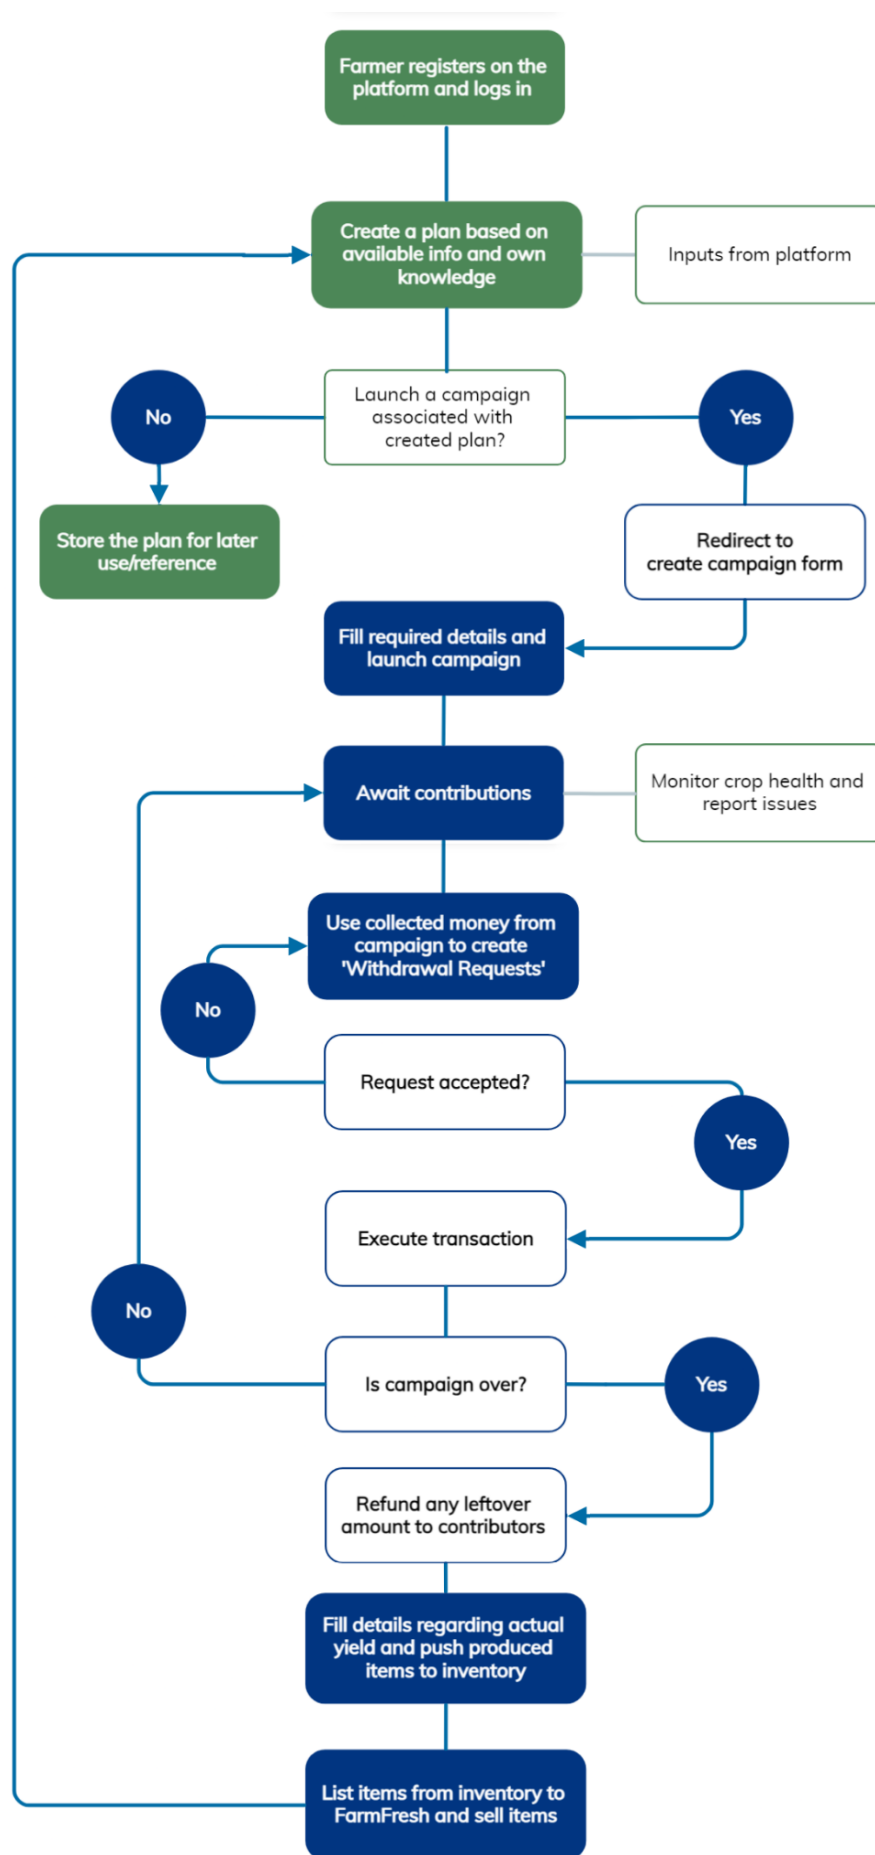 Farmer registers on the
platform and logs in
Create a plan based on
available info and own
knowledge
Inputs from platform
No
Launch a campaign
associated with
created plan?
Yes
Store the plan for later
use/reference
Redirect to
create campaign form
Fill required details and
launch campaign
Await contributions
Monitor crop health and
report issues
Use collected money from
campaign to create
'Withdrawal Requests'
No
Request accepted?
Yes
Execute transaction
No
Is campaign over?
Yes
Refund any leftover
amount to contributors
Fill details regarding actual
yield and push produced
items to inventory
List items from inventory to
FarmFresh and sell items